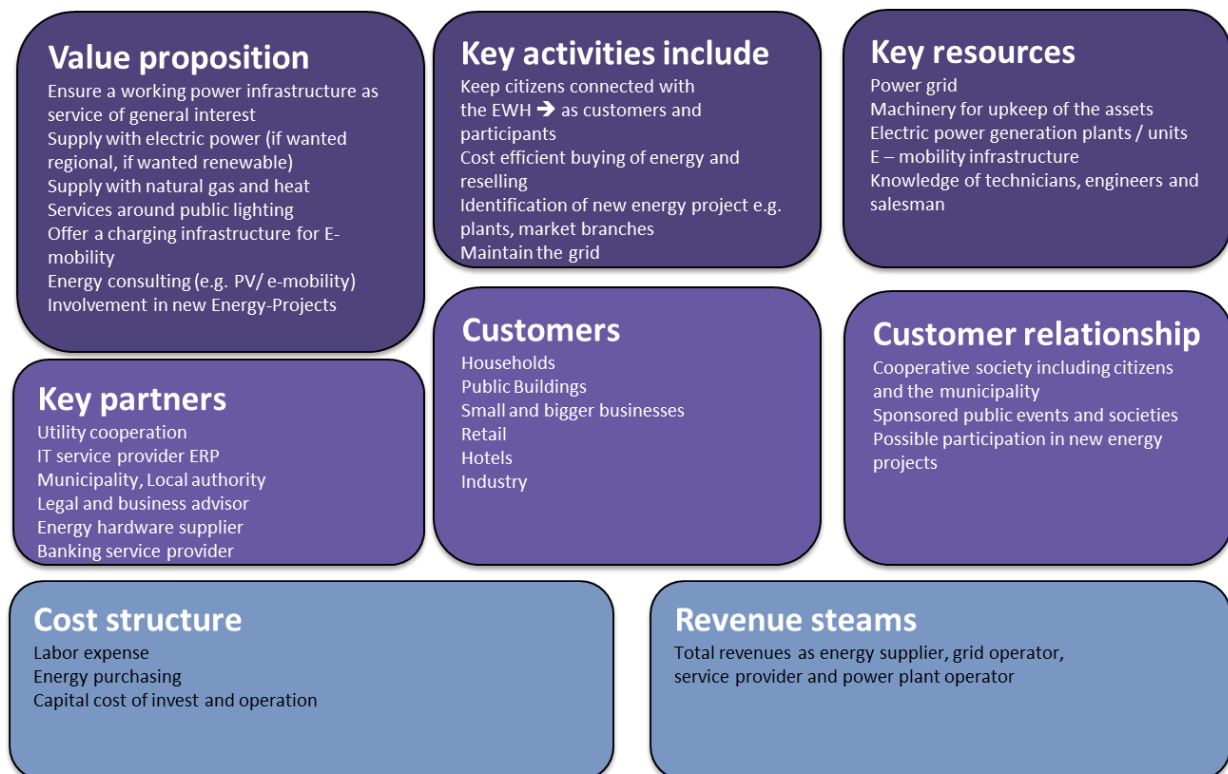 Value proposition
Ensure a working power infrastructure as
service of general interest
Supply with electric power (if wanted
regional, if wanted renewable)
Supply with natural gas and heat
Services around public lighting
Offer a charging infrastructure for E-
mobility
Energy consulting (e.g. PV/ e-mobility)
Involvement in new Energy-Projects
Key activities include
Keep citizens connected with
the EWH ➔ as customers and
participants
Cost efficient buying of energy and
reselling
Identification of new energy project e.g.
plants, market branches
Maintain the grid
Key resources
Power grid
Machinery for upkeep of the assets
Electric power generation plants / units
E – mobility infrastructure
Knowledge of technicians, engineers and
salesman
Key partners
Utility cooperation
IT service provider ERP
Municipality, Local authority
Legal and business advisor
Energy hardware supplier
Banking service provider
Customers
Households
Public Buildings
Small and bigger businesses
Retail
Hotels
Industry
Customer relationship
Cooperative society including citizens
and the municipality
Sponsored public events and societies
Possible participation in new energy
projects
Cost structure
Labor expense
Energy purchasing
Capital cost of invest and operation
Revenue steams
Total revenues as energy supplier, grid operator,
service provider and power plant operator